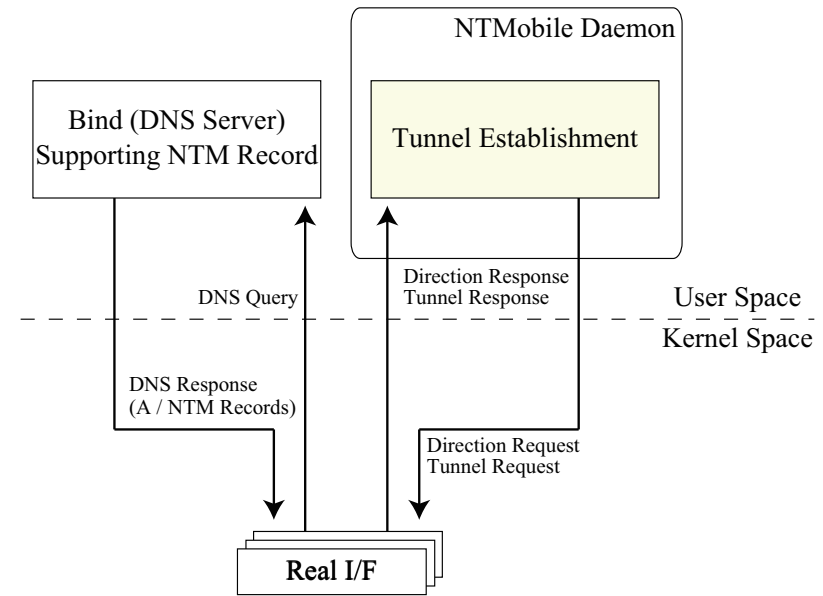 NTMobile Daemon
Bind (DNS Server)
Supporting NTM Record
Tunnel Establishment
Direction Response
Tunnel Response
DNS Query
User Space
Kernel Space
DNS Response
(A / NTM Records)
Direction Request
Tunnel Request
Real I/F